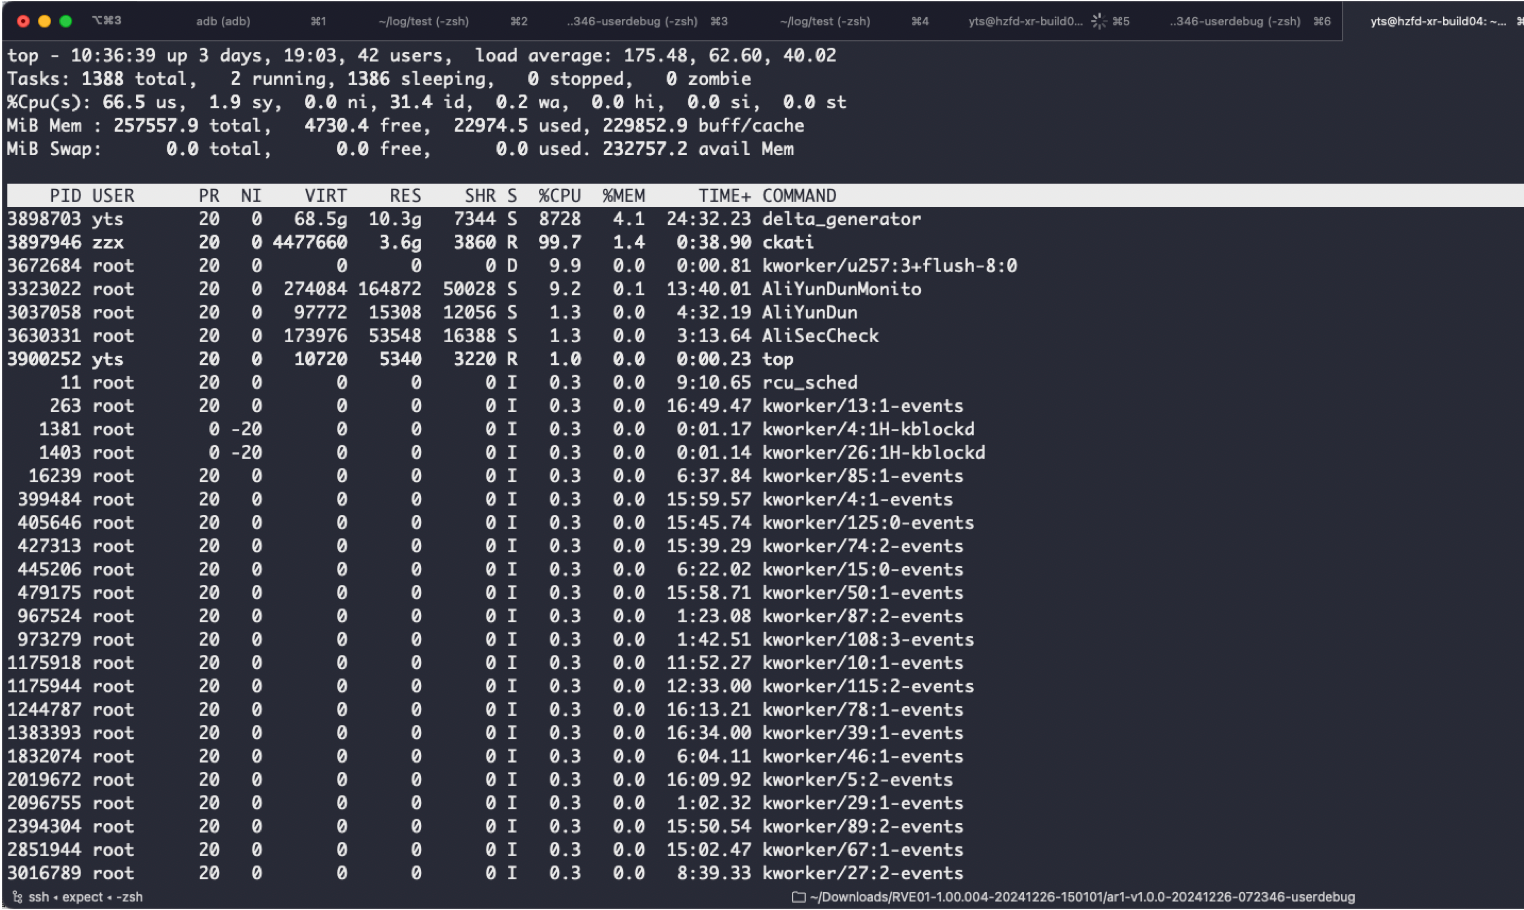 ⌥⌘3 adb (adb) ⌘1 ~/log/test (-zsh) ⌘2 ..346-userdebug (-zsh) ⌘3 ~/log/test (-zsh) ⌘4 yts@hzfd-xr-build0... ⌘5 ..346-userdebug (-zsh) ⌘6 yts@hzfd-xr-build04: ~...
top - 10:36:39 up 3 days, 19:03, 42 users,  load average: 175.48, 62.60, 40.02
Tasks: 1388 total,   2 running, 1386 sleeping,   0 stopped,   0 zombie
%Cpu(s): 66.5 us,  1.9 sy,  0.0 ni, 31.4 id,  0.2 wa,  0.0 hi,  0.0 si,  0.0 st
MiB Mem : 257557.9 total,   4730.4 free,  22974.5 used, 229852.9 buff/cache
MiB Swap:      0.0 total,      0.0 free,      0.0 used. 232757.2 avail Mem
PID USER      PR  NI    VIRT    RES    SHR S  %CPU  %MEM     TIME+ COMMAND
3898703 yts       20   0   68.5g  10.3g   7344 S  8728   4.1  24:32.23 delta_generator
3897946 zzx       20   0 4477660   3.6g   3860 R  99.7   1.4   0:38.90 ckati
3672684 root      20   0       0      0      0 D   9.9   0.0   0:00.81 kworker/u257:3+flush-8:0
3323022 root      20   0  274084 164872  50028 S   9.2   0.1  13:40.01 AliYunDunMonito
3037058 root      20   0   97772  15308  12056 S   1.3   0.0   4:32.19 AliYunDun
3630331 root      20   0  173976  53548  16388 S   1.3   0.0   3:13.64 AliSecCheck
3900252 yts       20   0   10720   5340   3220 R   1.0   0.0   0:00.23 top
11 root      20   0       0      0      0 I   0.3   0.0   9:10.65 rcu_sched
263 root      20   0       0      0      0 I   0.3   0.0  16:49.47 kworker/13:1-events
1381 root       0 -20       0      0      0 I   0.3   0.0   0:01.17 kworker/4:1H-kblockd
1403 root       0 -20       0      0      0 I   0.3   0.0   0:01.14 kworker/26:1H-kblockd
16239 root      20   0       0      0      0 I   0.3   0.0   6:37.84 kworker/85:1-events
399484 root      20   0       0      0      0 I   0.3   0.0  15:59.57 kworker/4:1-events
405646 root      20   0       0      0      0 I   0.3   0.0  15:45.74 kworker/125:0-events
427313 root      20   0       0      0      0 I   0.3   0.0  15:39.29 kworker/74:2-events
445206 root      20   0       0      0      0 I   0.3   0.0   6:22.02 kworker/15:0-events
479175 root      20   0       0      0      0 I   0.3   0.0  15:58.71 kworker/50:1-events
967524 root      20   0       0      0      0 I   0.3   0.0   1:23.08 kworker/87:2-events
973279 root      20   0       0      0      0 I   0.3   0.0   1:42.51 kworker/108:3-events
1175918 root      20   0       0      0      0 I   0.3   0.0  11:52.27 kworker/10:1-events
1175944 root      20   0       0      0      0 I   0.3   0.0  12:33.00 kworker/115:2-events
1244787 root      20   0       0      0      0 I   0.3   0.0  16:13.21 kworker/78:1-events
1383393 root      20   0       0      0      0 I   0.3   0.0  16:34.00 kworker/39:1-events
1832074 root      20   0       0      0      0 I   0.3   0.0   6:04.11 kworker/46:1-events
2019672 root      20   0       0      0      0 I   0.3   0.0  16:09.92 kworker/5:2-events
2096755 root      20   0       0      0      0 I   0.3   0.0   1:02.32 kworker/29:1-events
2394304 root      20   0       0      0      0 I   0.3   0.0  15:50.54 kworker/89:2-events
2851944 root      20   0       0      0      0 I   0.3   0.0  15:02.47 kworker/67:1-events
3016789 root      20   0       0      0      0 I   0.3   0.0   8:39.33 kworker/27:2-events
ssh ◂ expect ◂ -zsh ~/Downloads/RVE01-1.00.004-20241226-150101/ar1-v1.0.0-20241226-072346-userdebug